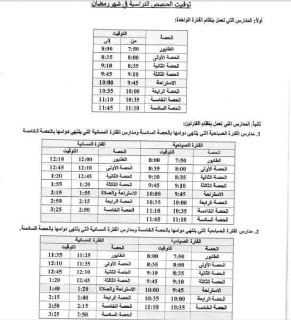 توقيت الحصص الدراسية في شهر رمضان
أولاً: المدارس التي تعمل بنظام الفترة الواحدة:
الحصة التوقيت
من إلى
الطابور 7:50 8:00
الحصة الأولى 8:00 8:35
الحصة الثانية 8:35 9:10
الحصة الثالثة 9:10 9:45
الاستراحة 9:45 10:00
الحصة الرابعة 10:00 10:35
الحصة الخامسة 10:35 11:10
الحصة السادسة 11:10 11:45
ثانياً: المدارس التي تعمل بنظام الفترتين:
1. مدارس الفترة الصباحية التي ينتهي دوامها بالحصة السادسة ومدارس الفترة المسائية التي ينتهي دوامها بالحصة الخامسة
الفترة الصباحية الفترة المسائية
الحصة التوقيت الحصة التوقيت
الطابور 7:50 8:00 الطابور 12:00 12:10
الحصة الأولى 8:00 8:35 الحصة الأولى 12:10 12:45
الحصة الثانية 8:35 9:10 الحصة الثانية 12:45 1:20
الحصة الثالثة 9:10 9:45 الحصة الثالثة 1:20 1:55
الاستراحة 9:45 9:55 الاستراحة والصلاة 1:55 2:15
الحصة الرابعة 10:00 10:35 الحصة الرابعة 2:15 2:50
الحصة الخامسة 10:35 11:10 الحصة الخامسة 2:50 3:25
الحصة السادسة 11:10 11:45
2. مدارس الفترة الصباحية التي ينتهي دوامها بالحصة الخامسة ومدارس الفترة المسائية التي ينتهي دوامها بالحصة السادسة.
الفترة الصباحية الفترة المسائية
الحصة التوقيت الحصة التوقيت
الطابور 7:50 8:00 الطابور 11:25 11:35
الحصة الأولى 8:00 8:35 الحصة الأولى 11:35 12:10
الحصة الثانية 8:35 9:10 الحصة الثانية 12:10 12:45
الحصة الثالثة 9:10 9:45 الحصة الثالثة 12:45 1:20
الاستراحة 9:45 10:00 الاستراحة والصلاة 1:20 1:40
الحصة الرابعة 10:00 10:35 الحصة الرابعة 1:40 2:15
الحصة الخامسة 10:35 11:10 الحصة الخامسة 2:15 2:50
الحصة السادسة 2:50 3:25